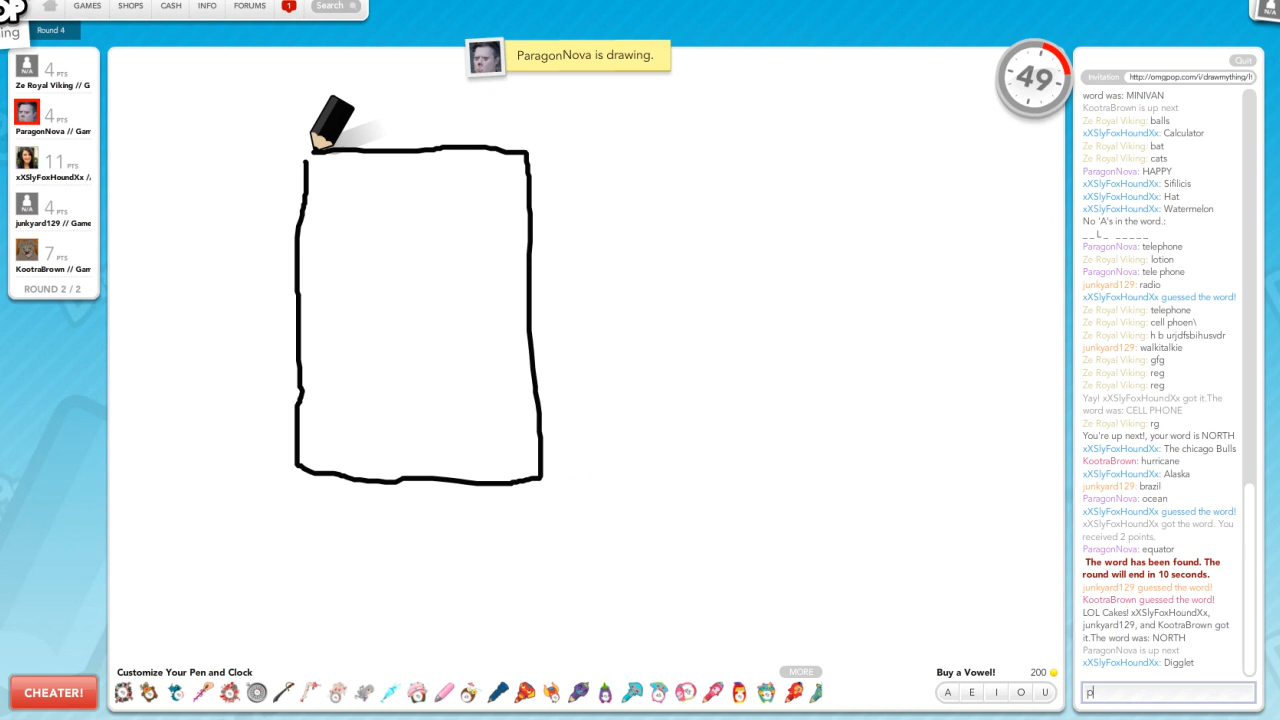 OP
GAMES SHOPS CASH INFO FORUMS 1 Search
N/A
ing Round 4
N/A 4 PTS
Ze Royal Viking // G
4 PTS
ParagonNova // Gam
11 PTS
xXSlyFoxHoundXx //
N/A 4 PTS
junkyard129 // Game
7 PTS
KootraBrown // Gam
ROUND 2 / 2
CHEATER!
ParagonNova is drawing.
49
Customize Your Pen and Clock
MORE
Buy a Vowel! 200
A E I O U
Quit
Invitation http://omgpop.com/i/drawmything/1
word was: MINIVAN
KootraBrown is up next
Ze Royal Viking: balls
xXSlyFoxHoundXx: Calculator
Ze Royal Viking: bat
Ze Royal Viking: cats
ParagonNova: HAPPY
xXSlyFoxHoundXx: Sifilicis
xXSlyFoxHoundXx: Hat
xXSlyFoxHoundXx: Watermelon
No 'A's in the word.:
_ _ L _ _ _ _ _ _
ParagonNova: telephone
Ze Royal Viking: lotion
ParagonNova: tele phone
junkyard129: radio
xXSlyFoxHoundXx guessed the word!
Ze Royal Viking: telephone
Ze Royal Viking: cell phoen\
Ze Royal Viking: h b urjdfsbihusvdr
junkyard129: walkitalkie
Ze Royal Viking: gfg
Ze Royal Viking: reg
Ze Royal Viking: reg
Yay! xXSlyFoxHoundXx got it.The
word was: CELL PHONE
Ze Royal Viking: rg
You're up next!, your word is NORTH
xXSlyFoxHoundXx: The chicago Bulls
KootraBrown: hurricane
xXSlyFoxHoundXx: Alaska
junkyard129: brazil
ParagonNova: ocean
xXSlyFoxHoundXx guessed the word!
xXSlyFoxHoundXx got the word. You
received 2 points.
ParagonNova: equator
The word has been found. The
round will end in 10 seconds.
junkyard129 guessed the word!
KootraBrown guessed the word!
LOL Cakes! xXSlyFoxHoundXx,
junkyard129, and KootraBrown got
it.The word was: NORTH
ParagonNova is up next
xXSlyFoxHoundXx: Digglet
p